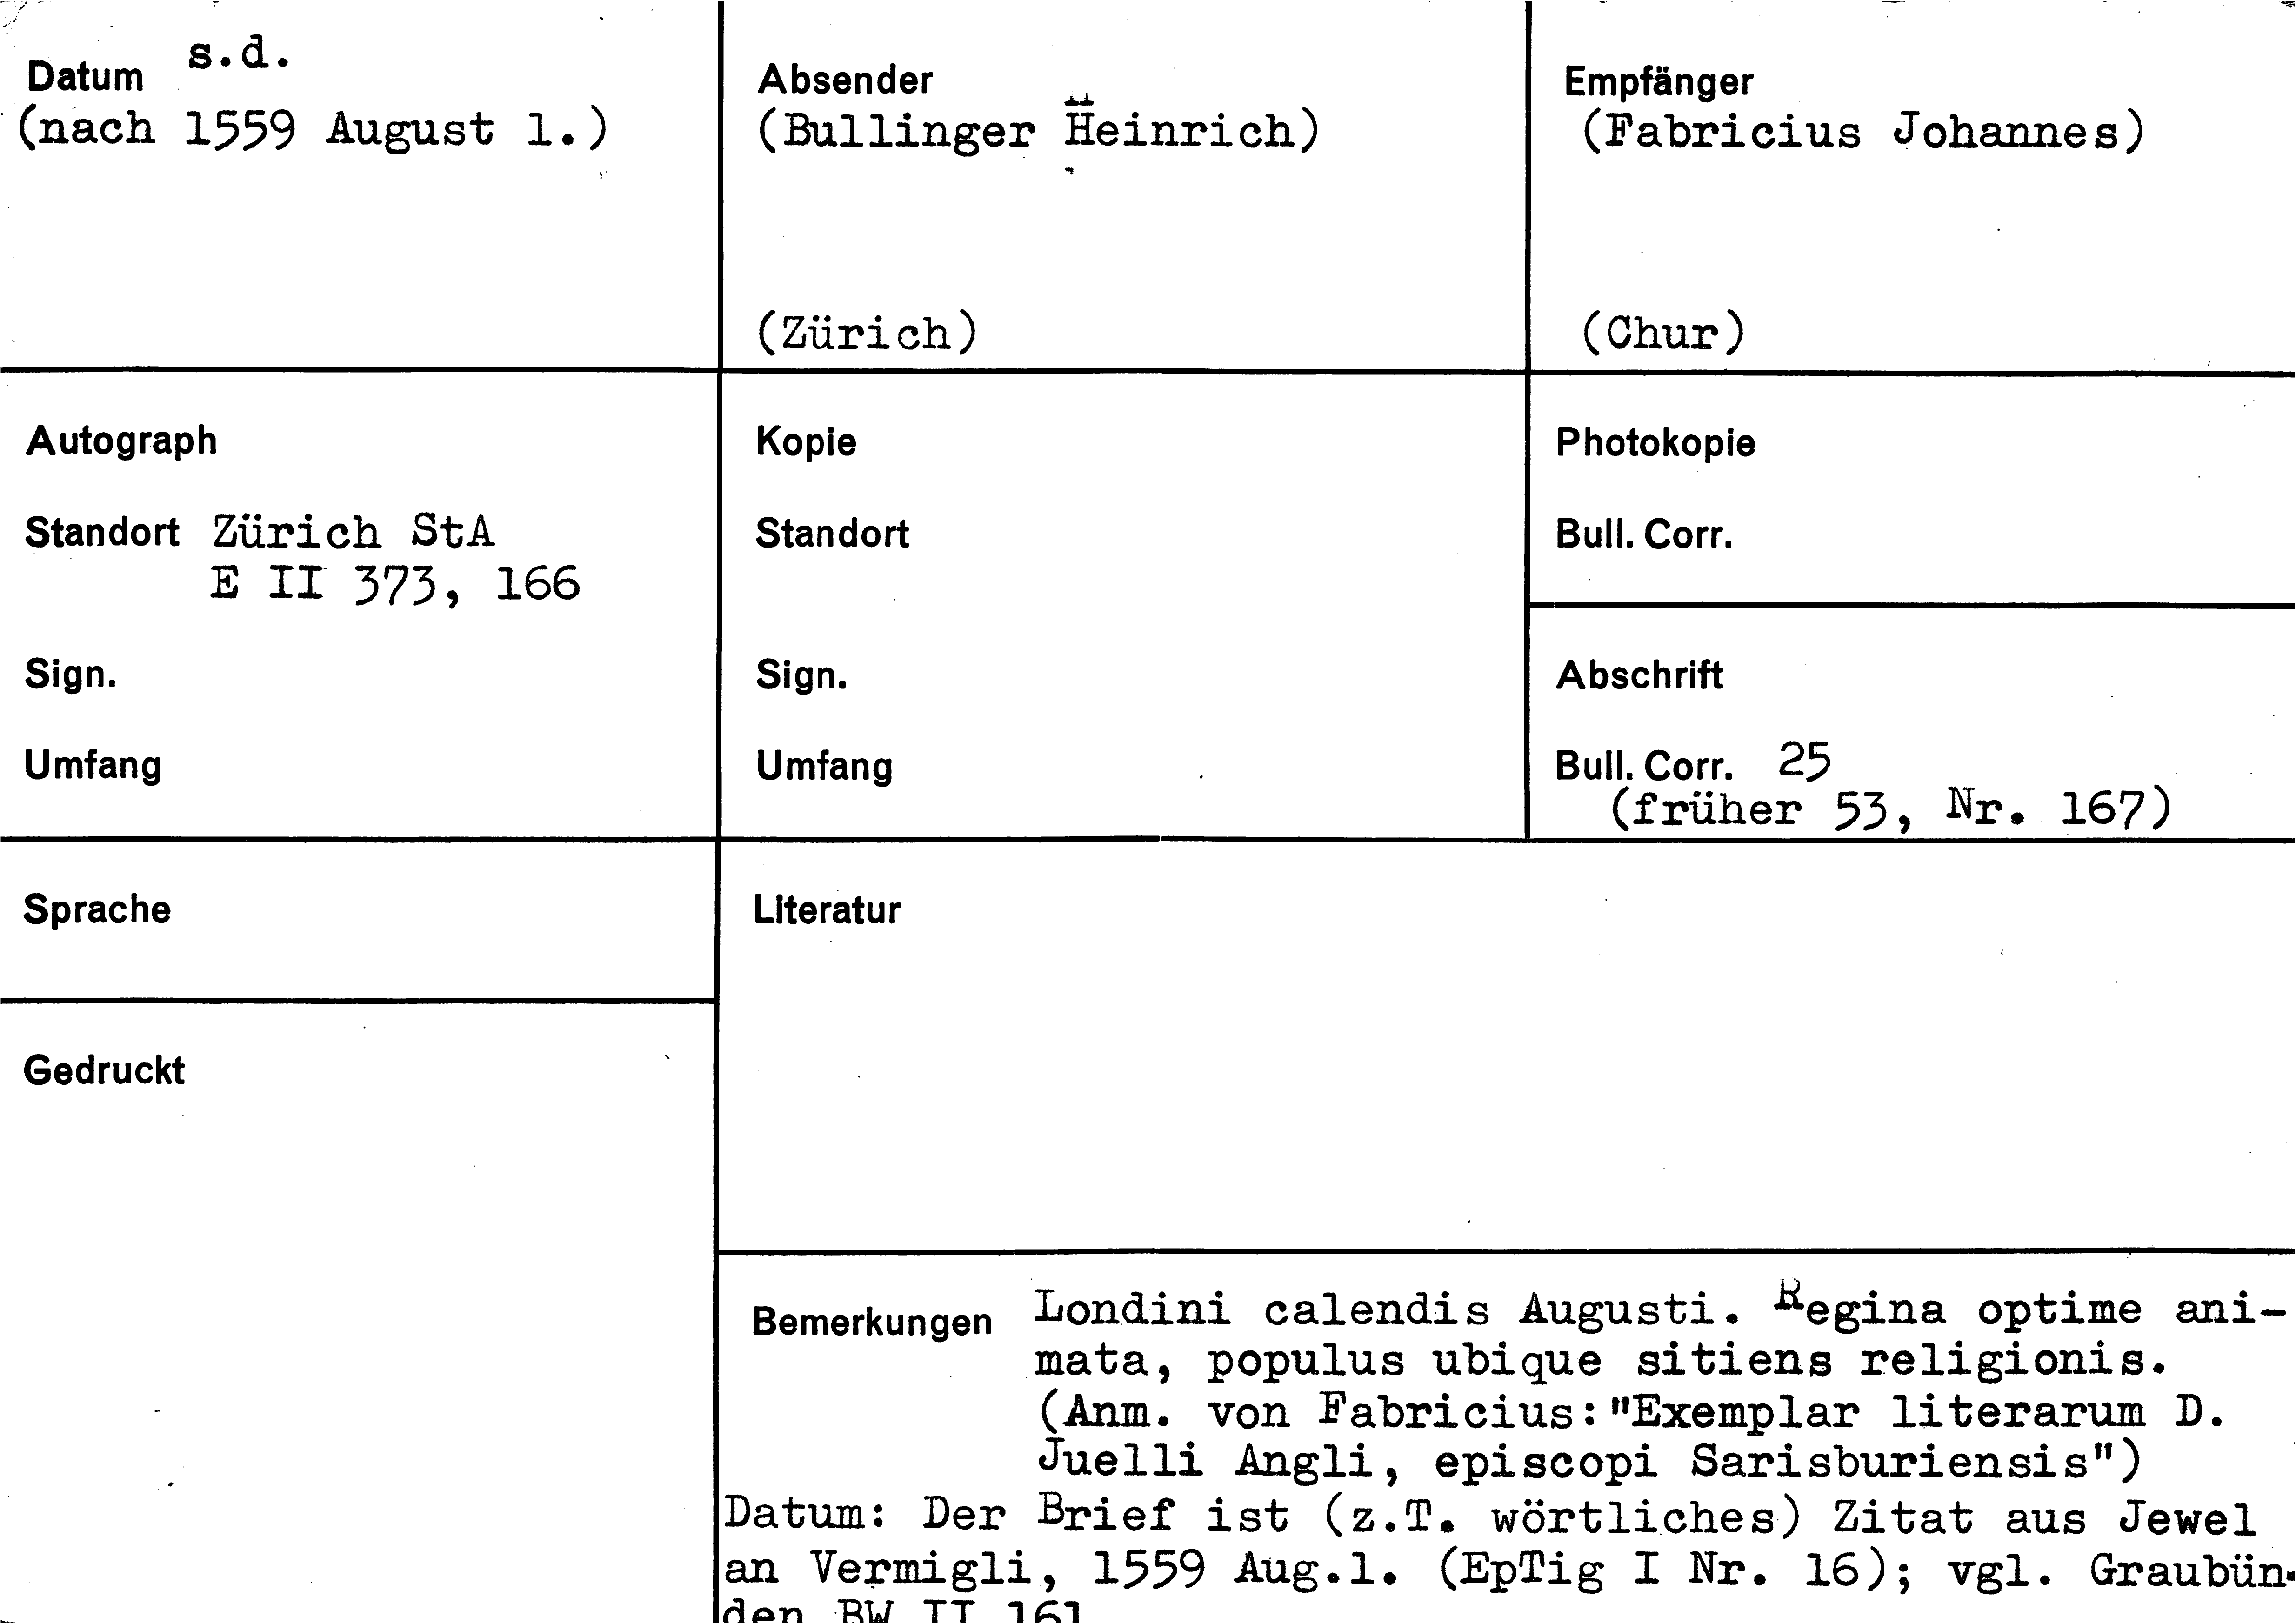 Datum s.d.
(nach 1559 August 1.)
Absender
(Bullinger Heinrich)
(Zürich)
Empfänger
(Fabricius Johannes)
(Chur)
Autograph
Standort Zürich StA
E II 373, 166
Sign.
Umfang
Kopie
Standort
Sign.
Umfang
Photokopie
Bull. Corr.
Abschrift
Bull. Corr. 25
(früher 53, Nr. 167)
Sprache
Literatur
Gedruckt
Bemerkungen Londini calendis Augusti. Regina optime ani-
mata, populus ubique sitiens religionis.
(Anm. von Fabricius:"Exemplar literarum D.
Juelli Angli, episcopi Sarisburiensis")
Datum: Der Brief ist (z.T. wörtliches) Zitat aus Jewel
an Vermigli, 1559 Aug.1. (EpTig I Nr. 16); vgl. Graubün-
den BW II 161